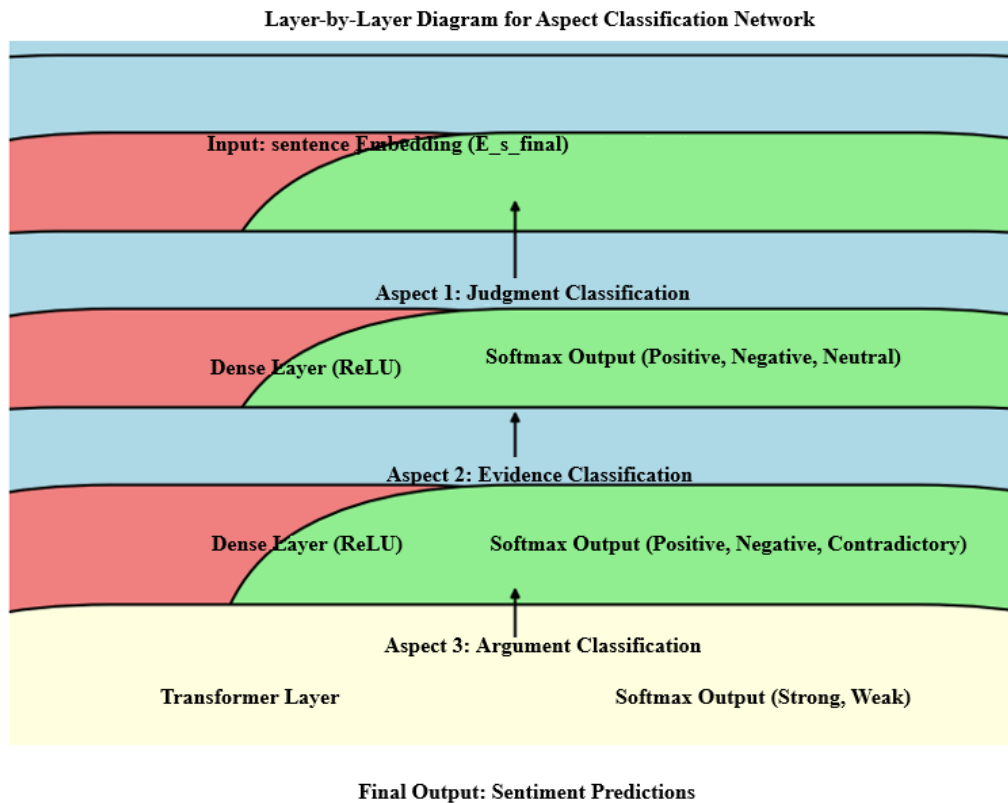 Layer-by-Layer Diagram for Aspect Classification Network
Input: sentence Embedding (E_s_final)
Aspect 1: Judgment Classification
Dense Layer (ReLU)
Softmax Output (Positive, Negative, Neutral)
Aspect 2: Evidence Classification
Dense Layer (ReLU)
Softmax Output (Positive, Negative, Contradictory)
Aspect 3: Argument Classification
Transformer Layer
Softmax Output (Strong, Weak)
Final Output: Sentiment Predictions